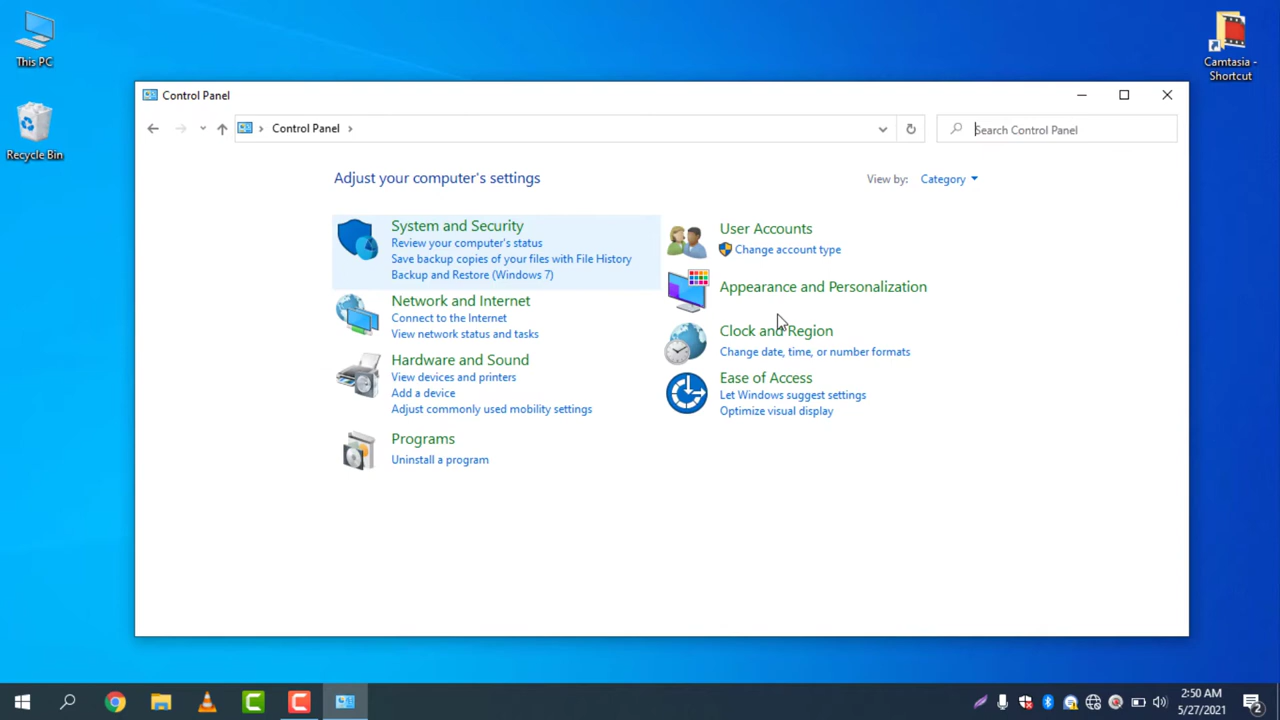 This PC
Recycle Bin
Camtasia -
Shortcut
Control Panel
Control Panel
Search Control Panel
Adjust your computer's settings
View by: Category
System and Security
Review your computer's status
Save backup copies of your files with File History
Backup and Restore (Windows 7)
Network and Internet
Connect to the Internet
View network status and tasks
Hardware and Sound
View devices and printers
Add a device
Adjust commonly used mobility settings
Programs
Uninstall a program
User Accounts
Change account type
Appearance and Personalization
Clock and Region
Change date, time, or number formats
Ease of Access
Let Windows suggest settings
Optimize visual display
2:50 AM
5/27/2021
2